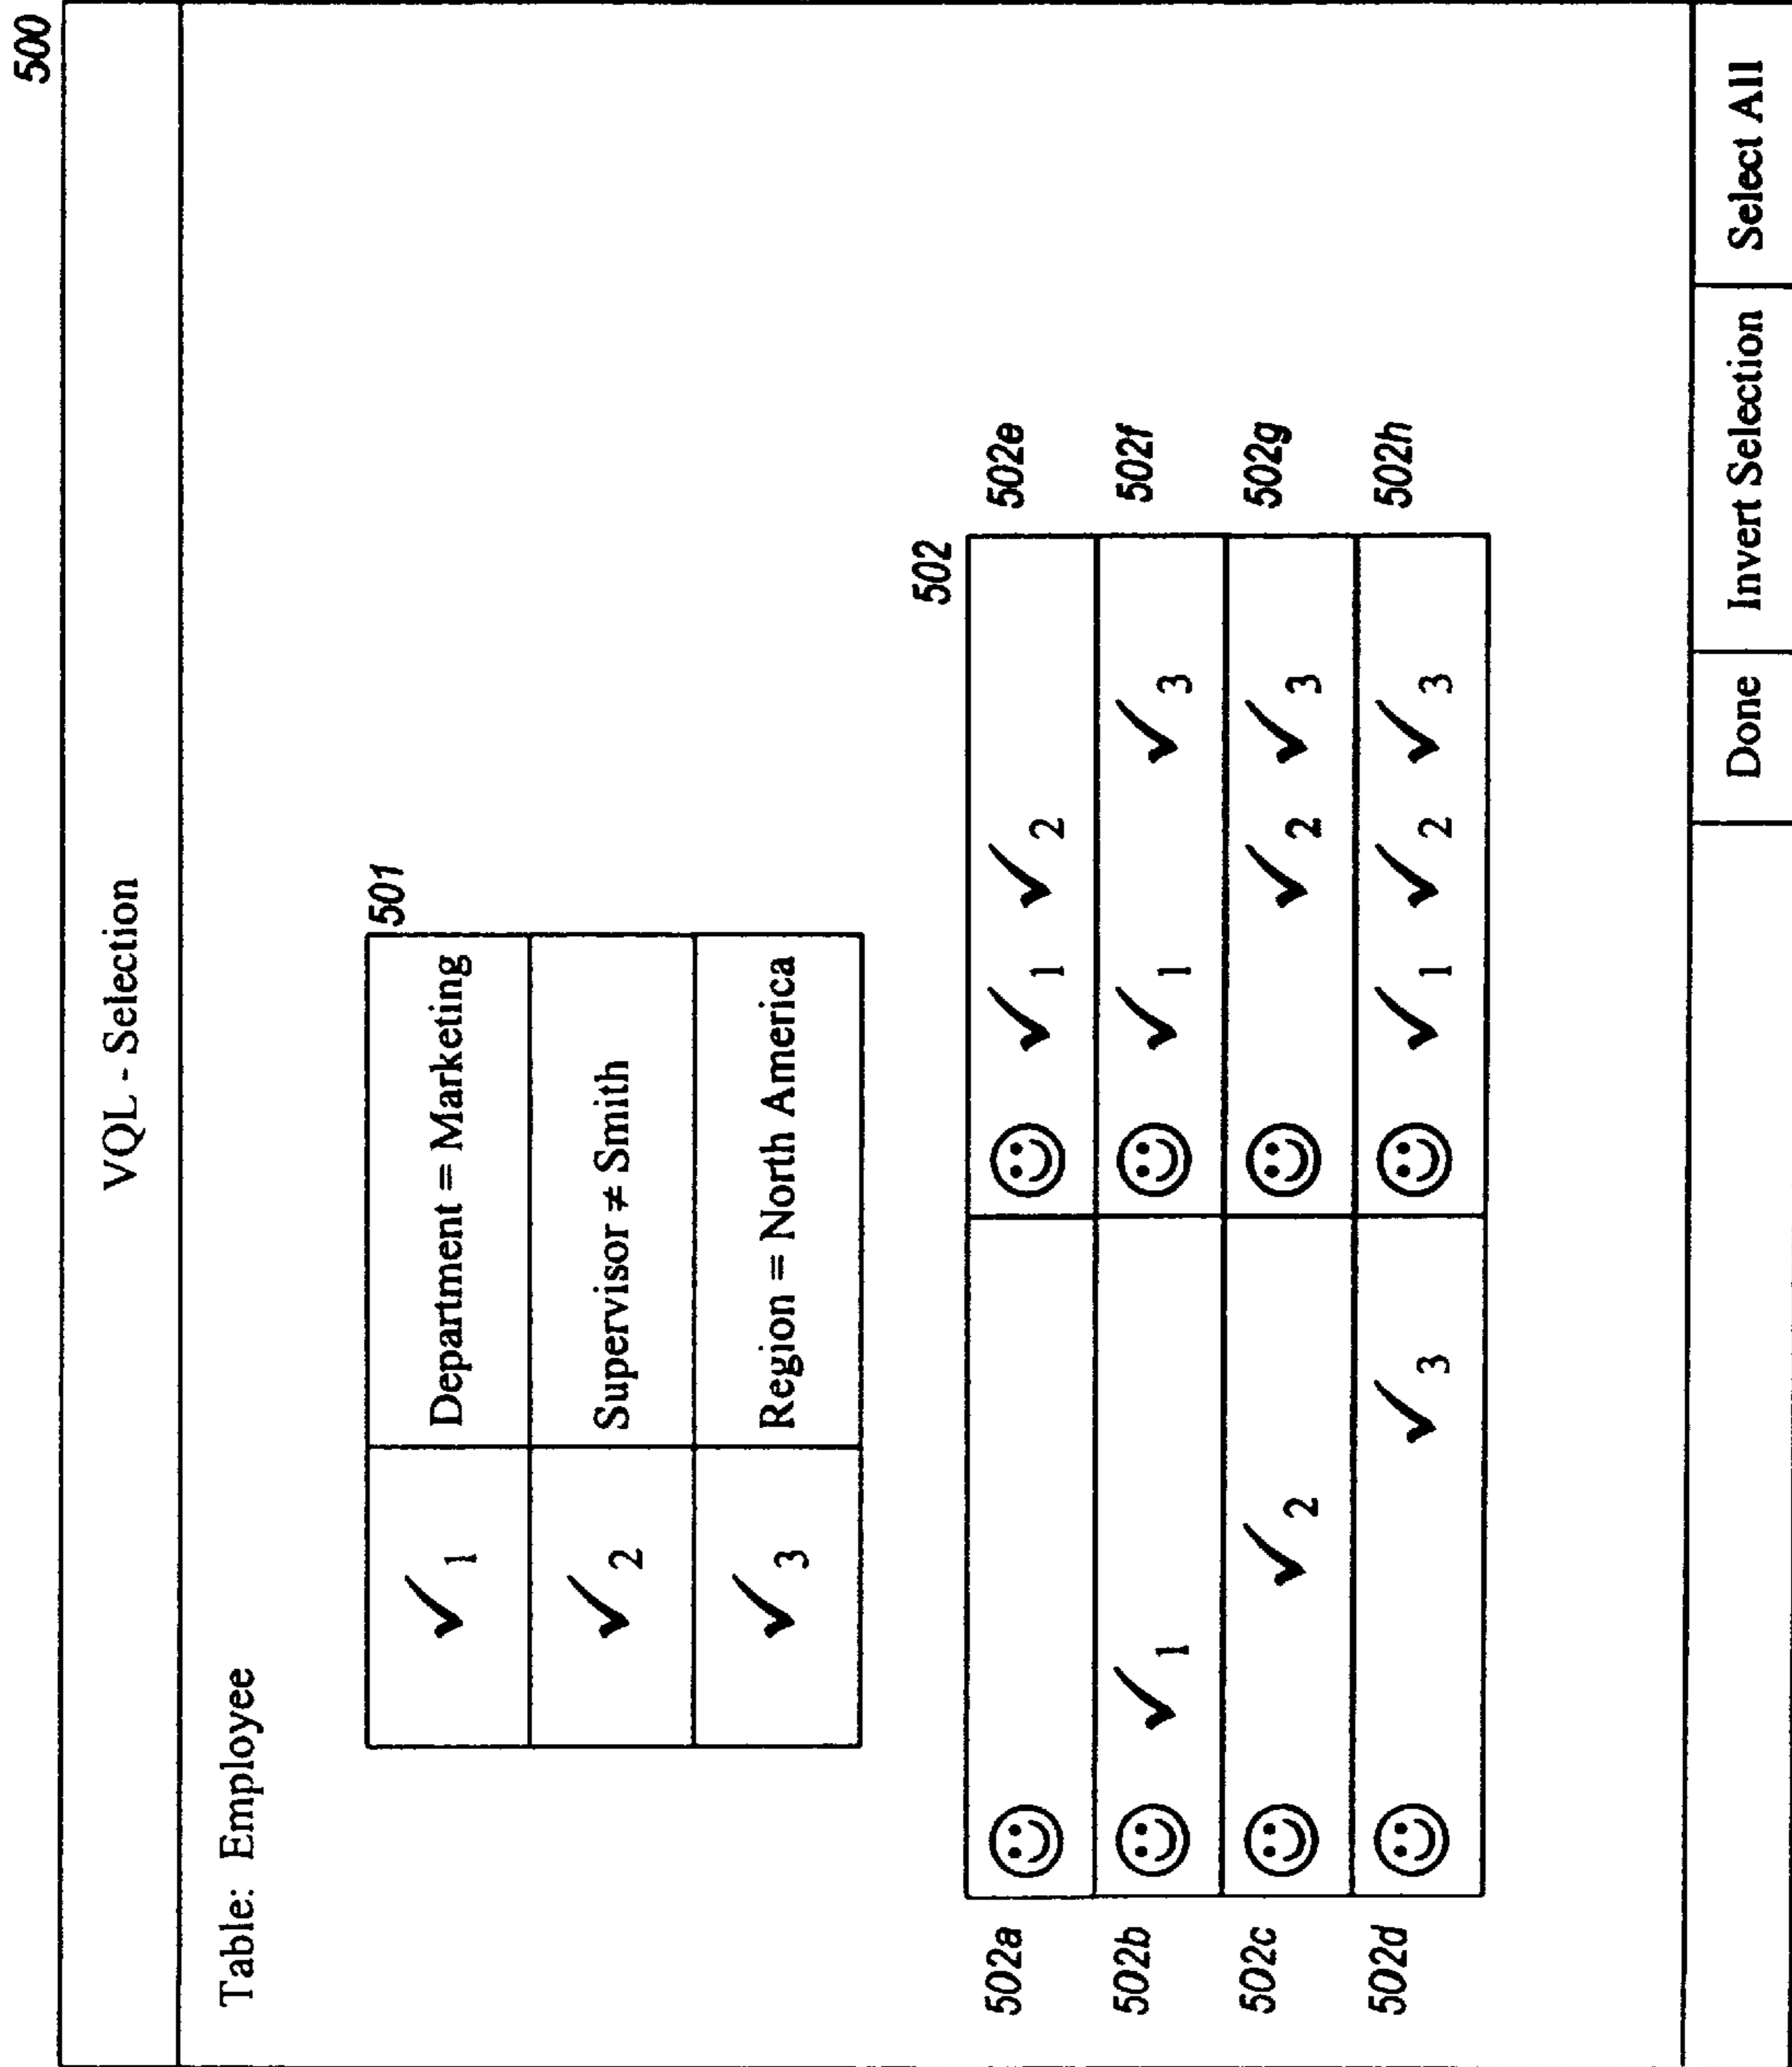 500
VQL - Selection
Table: Employee
501
✓1 Department = Marketing
✓2 Supervisor ≠ Smith
✓3 Region = North America
502
502a ☺ ☺ ✓1 ✓2 502e
502b ☺ ✓1 ☺ ✓1 ✓3 502f
502c ☺ ✓2 ☺ ✓2 ✓3 502g
502d ☺ ✓3 ☺ ✓1 ✓2 ✓3 502h
Done Invert Selection Select All